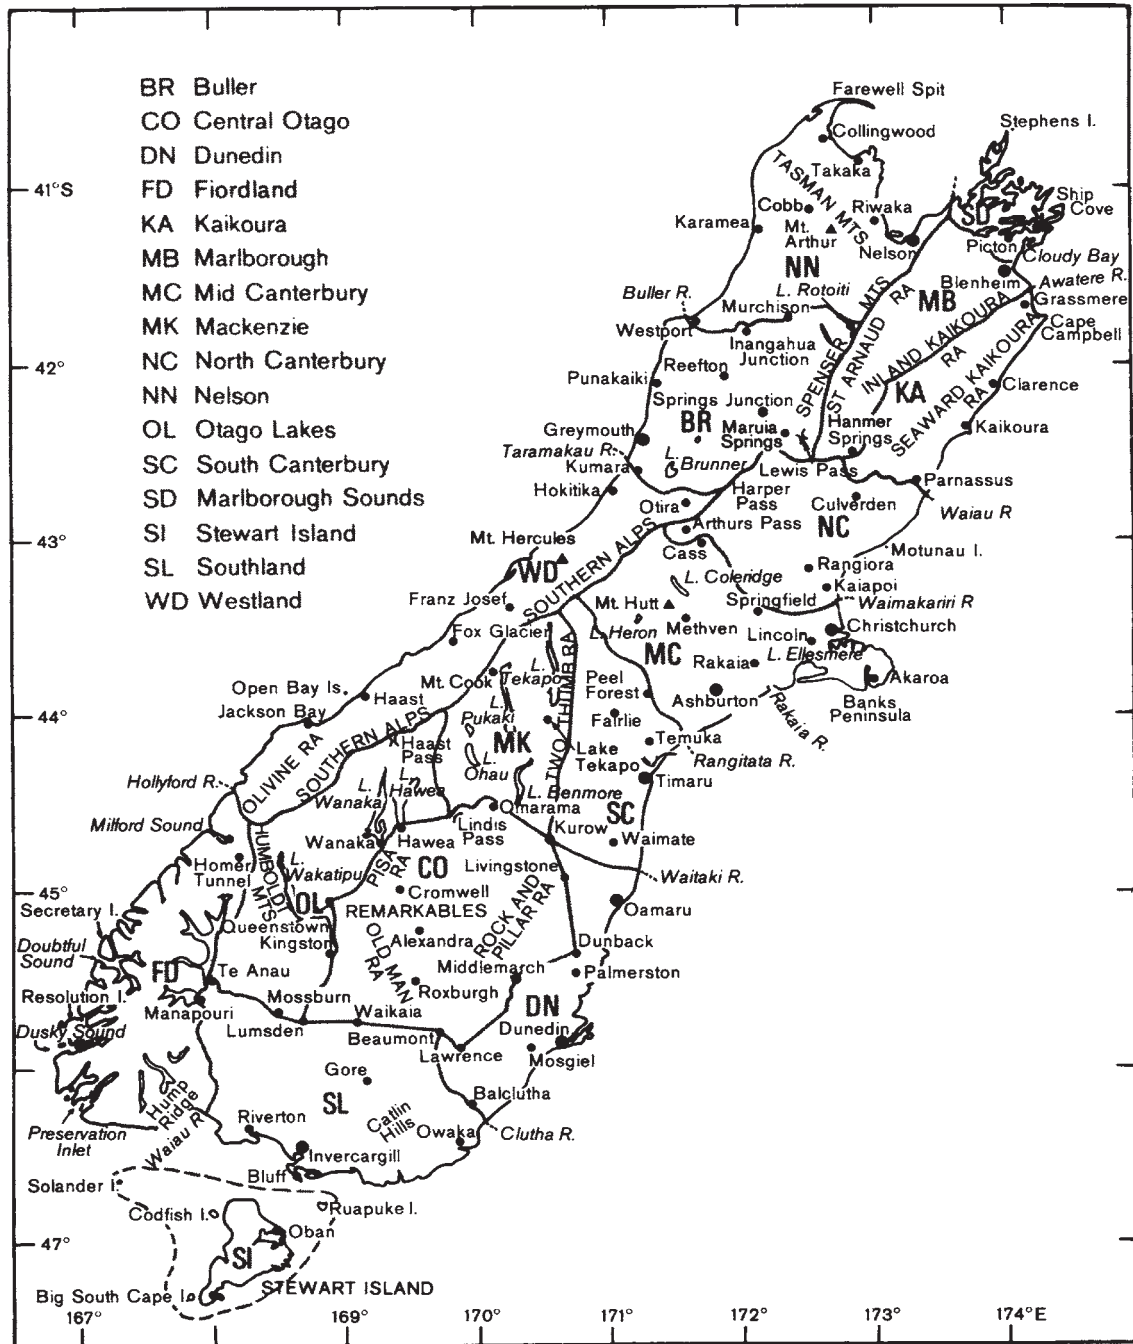 BR Buller
CO Central Otago
DN Dunedin
FD Fiordland
KA Kaikoura
MB Marlborough
MC Mid Canterbury
MK Mackenzie
NC North Canterbury
NN Nelson
OL Otago Lakes
SC South Canterbury
SD Marlborough Sounds
SI Stewart Island
SL Southland
WD Westland
Farewell Spit
Collingwood
Stephens I.
Takaka
TASMAN MTS
41°S
Cobb
Riwaka
SD
Ship
Cove
Karamea
Mt.
Arthur
Nelson
Picton
Cloudy Bay
NN
Blenheim
Awatere R.
Buller R.
L. Rotoiti
MB
Grassmere
Murchison
Westport
Inangahua
Junction
Cape
Campbell
SPENSER MTS
ST ARNAUD RA
INLAND KAIKOURA
RA
SEAWARD KAIKOURA
RA
42°
Reefton
Punakaiki
Springs Junction
KA
Clarence
BR
Maruia
Springs
Hanmer
Springs
Greymouth
Kaikoura
Taramakau R.
L.
Brunner
Lewis Pass
Kumara
Parnassus
Hokitika
Harper
Pass
Culverden
Otira
Waiau R
Arthurs Pass
NC
43°
Mt. Hercules
SOUTHERN ALPS
Cass
Motunau I.
WD
L. Coleridge
Rangiora
Kaiapoi
Franz Josef
Mt. Hutt
Springfield
Waimakariri R
Fox Glacier
L. Heron
Methven
Lincoln
Christchurch
MC
L. Ellesmere
Rakaia
Mt. Cook
L.
Tekapo
TWO THUMB RA
Peel
Forest
Akaroa
Open Bay Is.
Haast
Ashburton
Banks
Peninsula
44°
Jackson Bay
L.
Pukaki
Fairlie
Rakaia R.
OLIVINE RA
SOUTHERN ALPS
Haast
Pass
MK
Temuka
L.
Ohau
Lake
Tekapo
Rangitata R.
Hollyford R.
Timaru
L.
Wanaka
L.
Hawea
L. Benmore
Omarama
SC
Milford Sound
Lindis
Pass
Kurow
Waimate
Wanaka
Hawea
HUMBOLDT
MTS
L.
Wakatipu
PISA
RA
CO
Livingstone
Homer
Tunnel
Waitaki R.
45°
Cromwell
OL
Oamaru
Secretary I.
REMARKABLES
ROCK AND
PILLAR RA
Queenstown
Kingston
Alexandra
Dunback
Doubtful
Sound
OLD MAN
RA
FD
Te Anau
Middlemarch
Palmerston
Resolution I.
Roxburgh
Manapouri
Mossburn
Waikaia
DN
Dusky Sound
Lumsden
Beaumont
Dunedin
Lawrence
Mosgiel
Gore
Hump
Ridge
SL
Balclutha
Catlin
Hills
Riverton
Preservation
Inlet
Waiau R
Owaka
Clutha R.
Invercargill
Bluff
Solander I.
Codfish I.
Ruapuke I.
Oban
47°
SI
STEWART ISLAND
Big South Cape I.
167°
169°
170°
171°
172°
173°
174°E